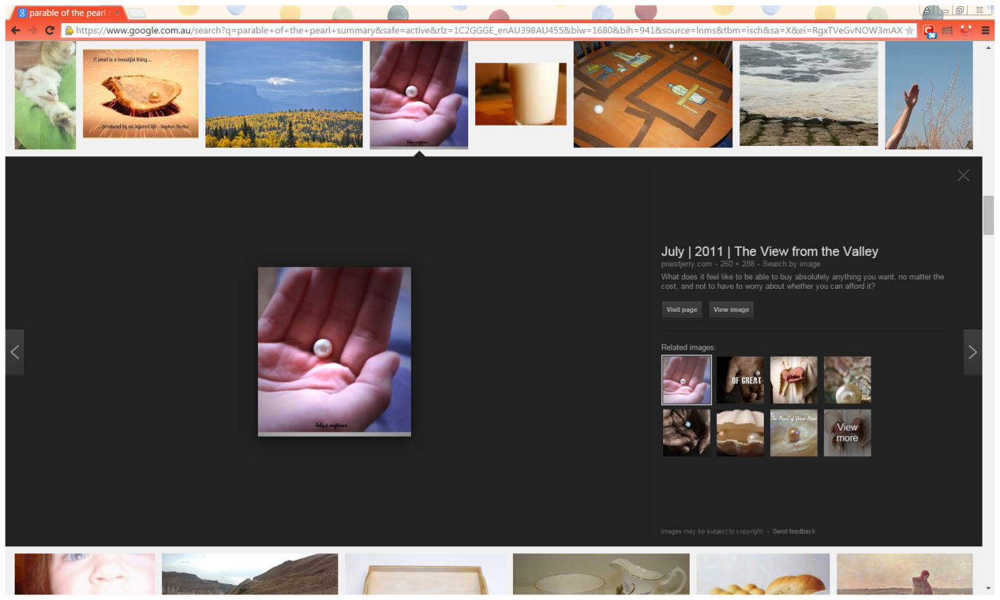 parable of the pearl s
https://www.google.com.au/search?q=parable+of+the+pearl+summary&safe=active&rlz=1C2GGGE_enAU398AU455&biw=1680&bih=941&source=lnms&tbm=isch&sa=X&ei=RgxTVeGvNOW3mAX
36
A pearl is a beautiful thing...
....produced by an injured life - Stephen Hoeller
July | 2011 | The View from the Valley
priestjerry.com - 260 × 288 - Search by image
What does it feel like to be able to buy absolutely anything you want, no matter the
cost, and not to have to worry about whether you can afford it?
Visit page
View image
Related images:
OF GREAT
The Pearl of Great Price
View
more
Images may be subject to copyright. - Send feedback